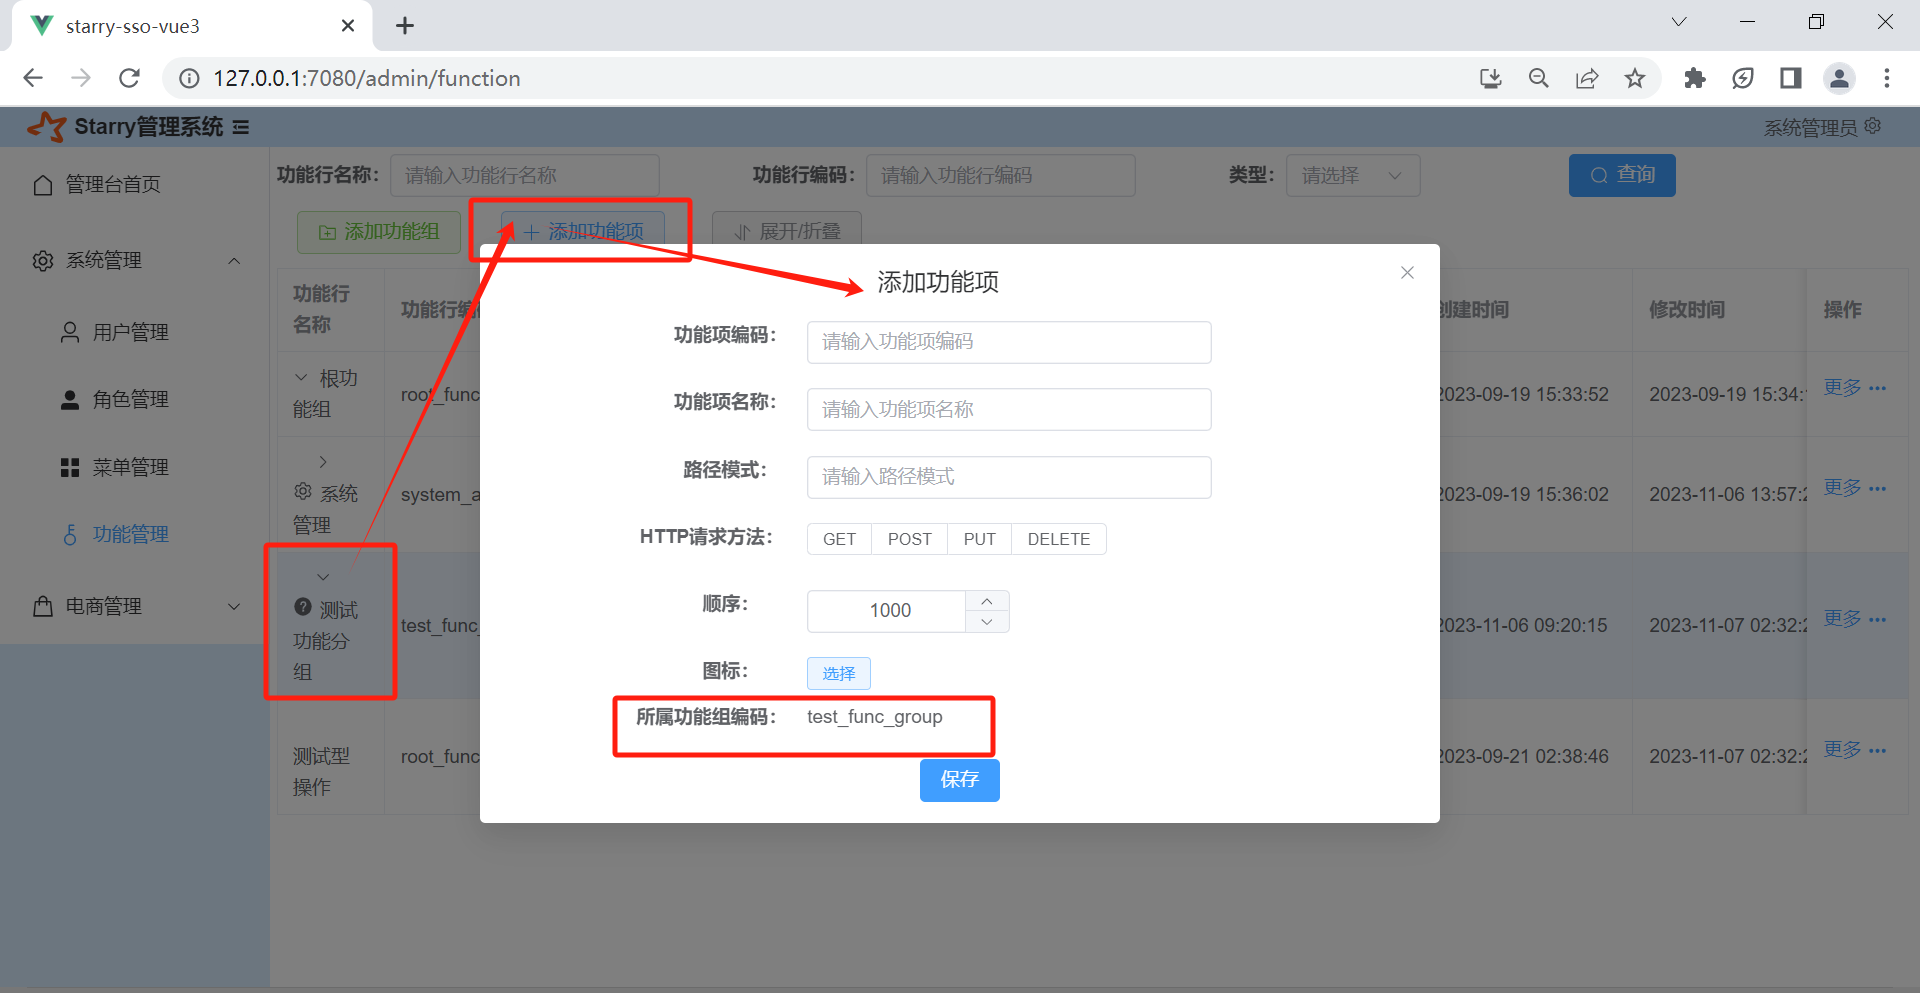 starry-sso-vue3
127.0.0.1:7080/admin/function
Starry管理系统
系统管理员
管理台首页
系统管理
用户管理
角色管理
菜单管理
功能管理
电商管理
功能行名称：
请输入功能行名称
功能行编码：
请输入功能行编码
类型：
请选择
查询
添加功能组
添加功能项
展开/折叠
功能行
名称
功能行编
创建时间
修改时间
操作
根功
能组
root_func
2023-09-19 15:33:52
2023-09-19 15:34:
更多
系统
管理
system_a
2023-09-19 15:36:02
2023-11-06 13:57:2
更多
测试
功能分
组
test_func_
2023-11-06 09:20:15
2023-11-07 02:32:2
更多
测试型
操作
root_func
2023-09-21 02:38:46
2023-11-07 02:32:2
更多
添加功能项
功能项编码：
请输入功能项编码
功能项名称：
请输入功能项名称
路径模式：
请输入路径模式
HTTP请求方法：
GET
POST
PUT
DELETE
顺序：
1000
图标：
选择
所属功能组编码：
test_func_group
保存